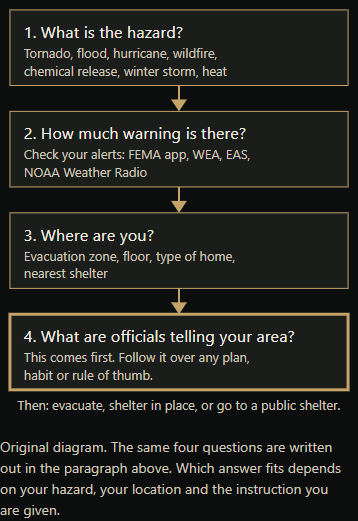 1. What is the hazard?
Tornado, flood, hurricane, wildfire,
chemical release, winter storm, heat
2. How much warning is there?
Check your alerts: FEMA app, WEA, EAS,
NOAA Weather Radio
3. Where are you?
Evacuation zone, floor, type of home,
nearest shelter
4. What are officials telling your area?
This comes first. Follow it over any plan,
habit or rule of thumb.
Then: evacuate, shelter in place, or go to a public shelter.
Original diagram. The same four questions are written
out in the paragraph above. Which answer fits depends
on your hazard, your location and the instruction you
are given.